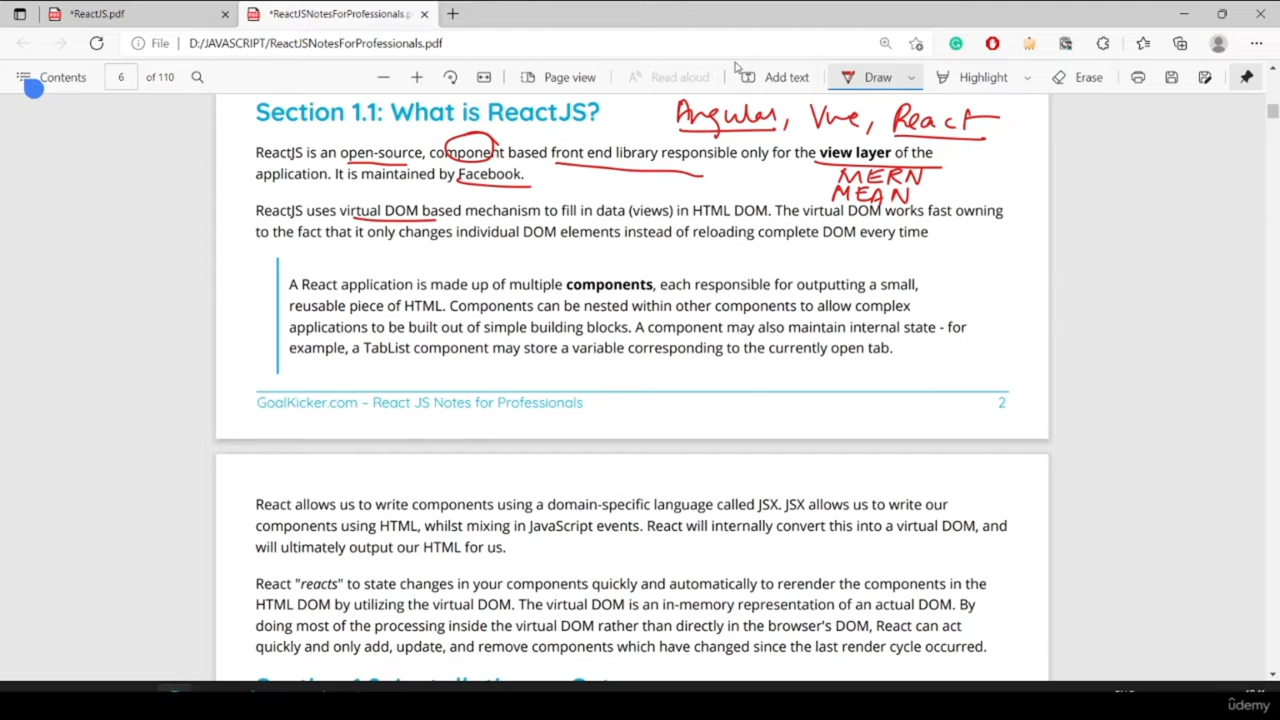 *ReactJS.pdf
*ReactJSNotesForProfessionals.p
File
D:/JAVASCRIPT/ReactJSNotesForProfessionals.pdf
Contents
6
of 110
Page view
Read aloud
Add text
Draw
Highlight
Erase
Section 1.1: What is ReactJS?
Angular, Vue, React
ReactJS is an open-source, component based front end library responsible only for the view layer of the
application. It is maintained by Facebook.
MERN
MEAN
ReactJS uses virtual DOM based mechanism to fill in data (views) in HTML DOM. The virtual DOM works fast owning
to the fact that it only changes individual DOM elements instead of reloading complete DOM every time
A React application is made up of multiple components, each responsible for outputting a small,
reusable piece of HTML. Components can be nested within other components to allow complex
applications to be built out of simple building blocks. A component may also maintain internal state - for
example, a TabList component may store a variable corresponding to the currently open tab.
GoalKicker.com – React JS Notes for Professionals
2
React allows us to write components using a domain-specific language called JSX. JSX allows us to write our
components using HTML, whilst mixing in JavaScript events. React will internally convert this into a virtual DOM, and
will ultimately output our HTML for us.
React "reacts" to state changes in your components quickly and automatically to rerender the components in the
HTML DOM by utilizing the virtual DOM. The virtual DOM is an in-memory representation of an actual DOM. By
doing most of the processing inside the virtual DOM rather than directly in the browser's DOM, React can act
quickly and only add, update, and remove components which have changed since the last render cycle occurred.
ûdemy